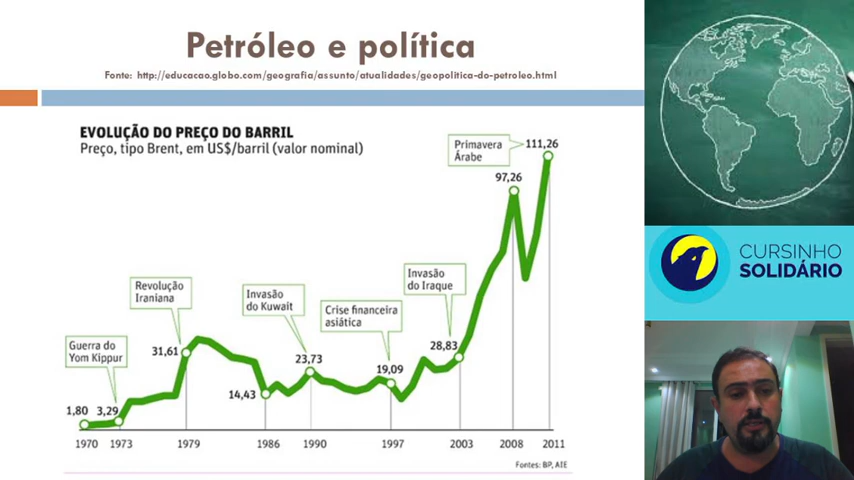 Petróleo e política
Fonte: http://educacao.globo.com/geografia/assunto/atualidades/geopolitica-do-petroleo.html
EVOLUÇÃO DO PREÇO DO BARRIL
Preço, tipo Brent, em US$/barril (valor nominal)
Primavera
Árabe
111,26
97,26
Revolução
Iraniana
Invasão
do Kuwait
Crise financeira
asiática
Invasão
do Iraque
Guerra do
Yom Kippur
31,61
23,73
28,83
19,09
14,43
1,80
3,29
1970
1973
1979
1986
1990
1997
2003
2008
2011
Fontes: BP, AIE
CURSINHO
SOLIDÁRIO